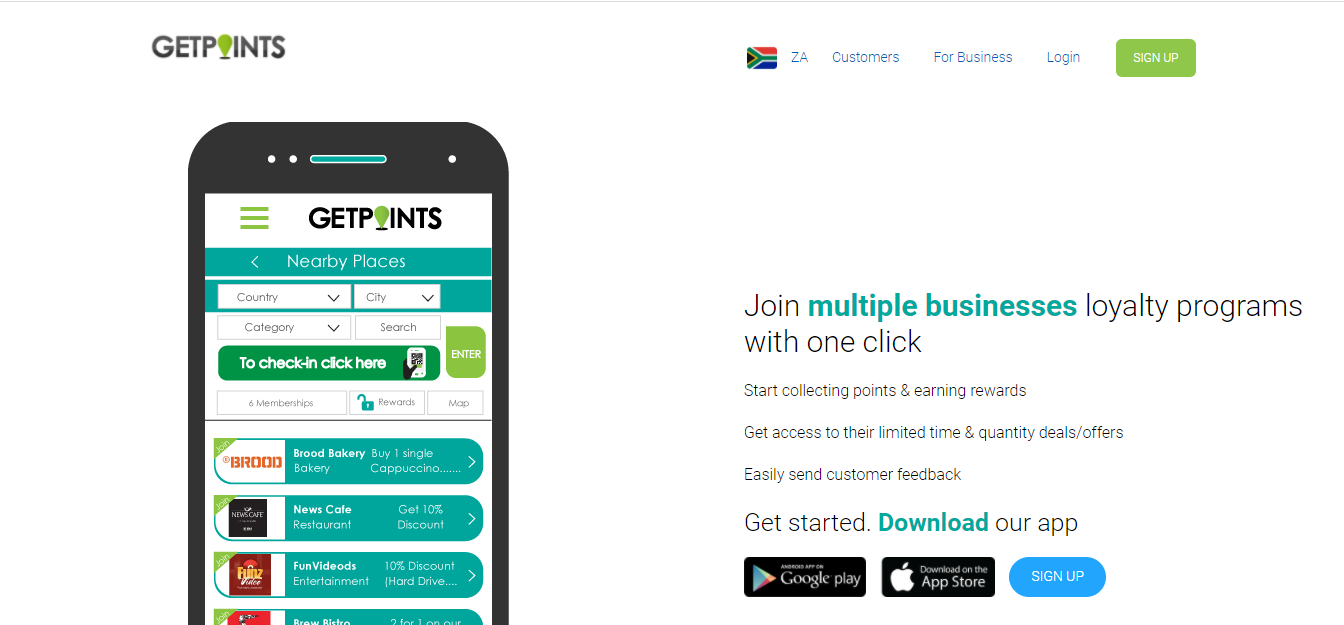 GETPOINTS
ZA Customers For Business Login SIGN UP
GETPOINTS
Nearby Places
Country City
Category Search
ENTER
To check-in click here
6 Memberships Rewards Map
Join
BROOD
Brood Bakery Buy 1 single
Bakery Cappuccino.......
Join
NEWS CAFE
News Cafe Get 10%
Restaurant Discount
Join
Funz
Video
FunVideods 10% Discount
Entertainment (Hard Drive....
Join
Brew Bistro 2 for 1 on our
Join multiple businesses loyalty programs
with one click
Start collecting points & earning rewards
Get access to their limited time & quantity deals/offers
Easily send customer feedback
Get started. Download our app
ANDROID APP ON
Google play
Download on the
App Store
SIGN UP